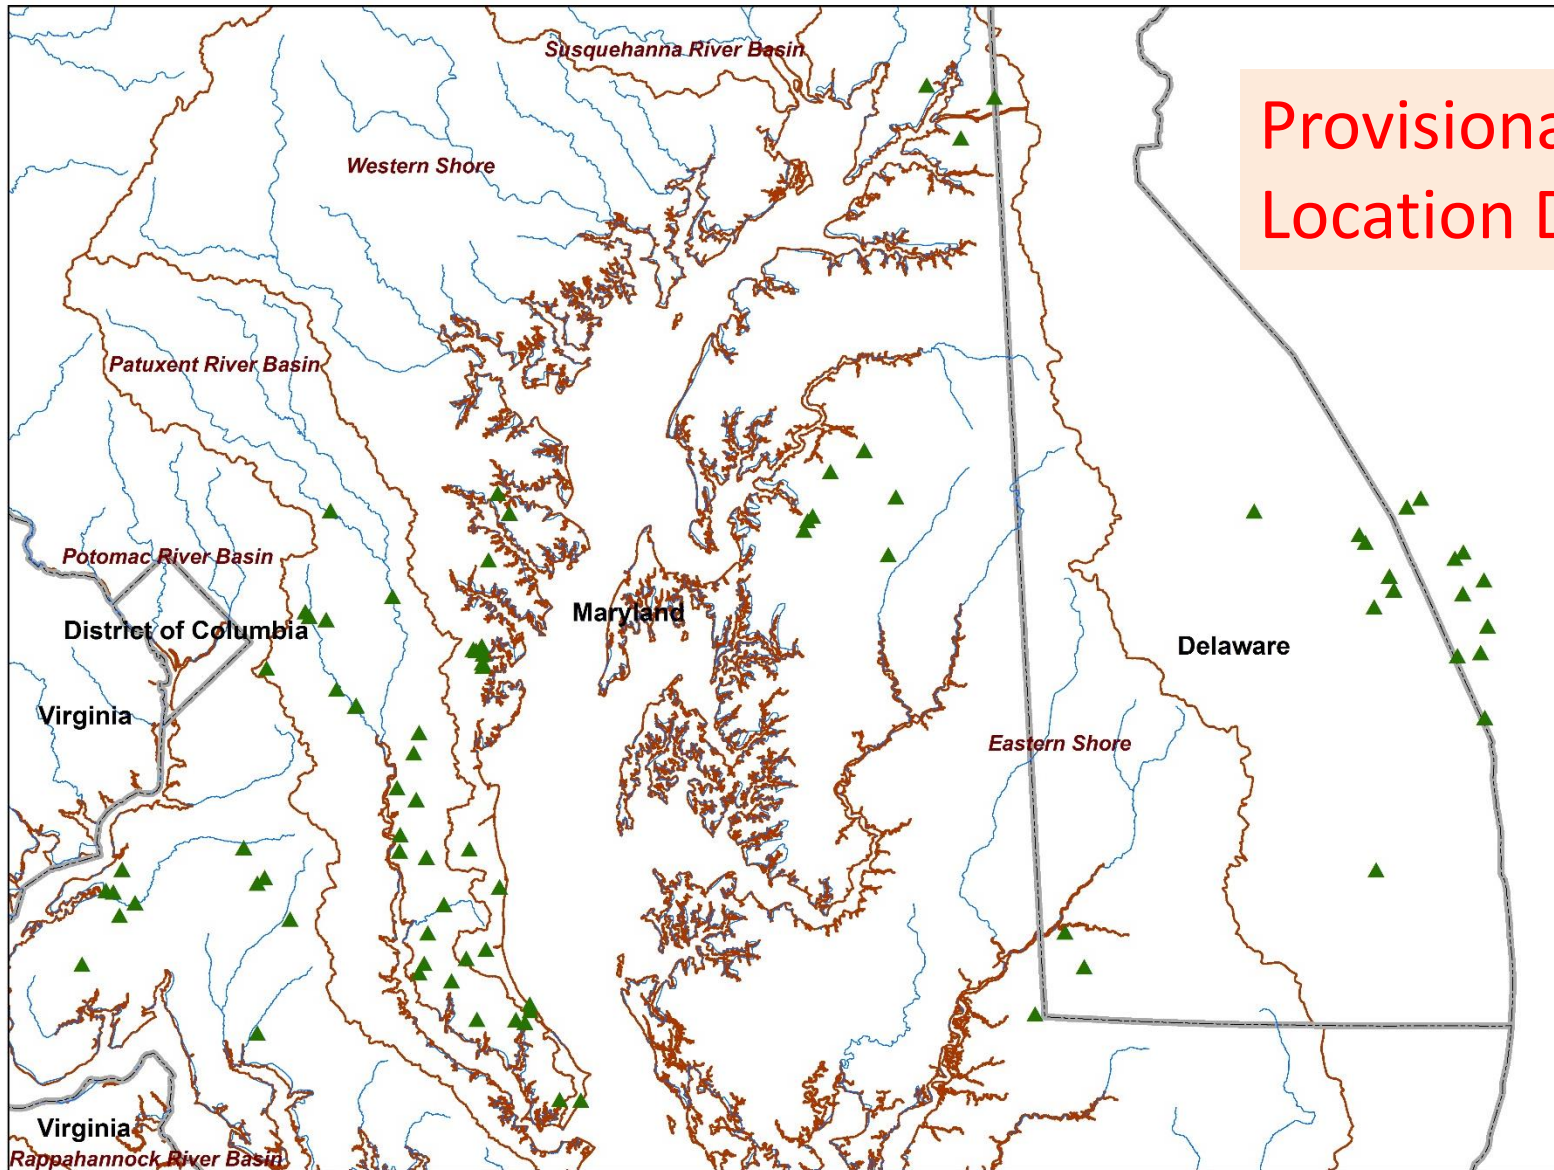 Susquehanna River Basin
Provisiona
Location D
Western Shore
Patuxent River Basin
Potomac River Basin
District of Columbia
Maryland
Delaware
Virginia
Eastern Shore
Virginia
Rappahannock River Basin